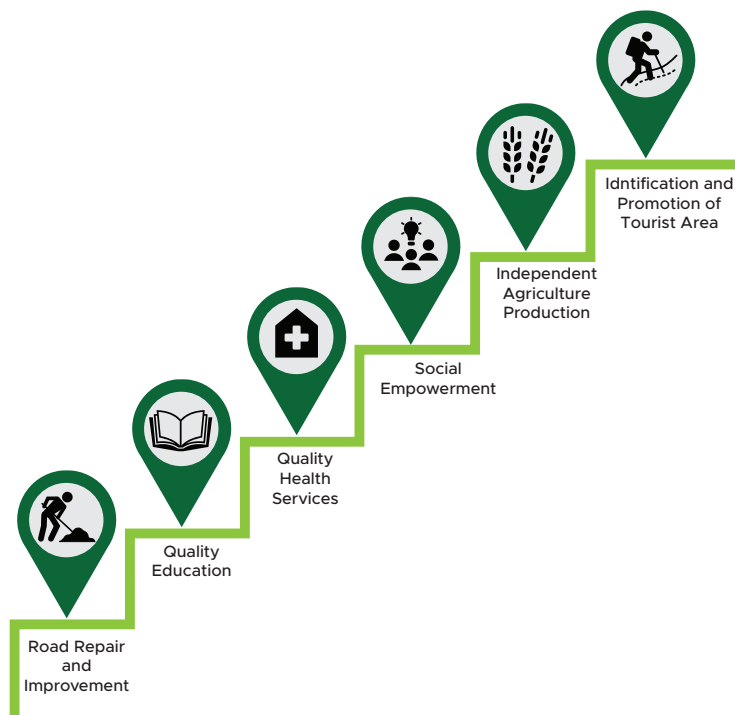 Idntification and
Promotion of
Tourist Area
Independent
Agriculture
Production
Social
Empowerment
Quality
Health
Services
Quality
Education
Road Repair
and
Improvement